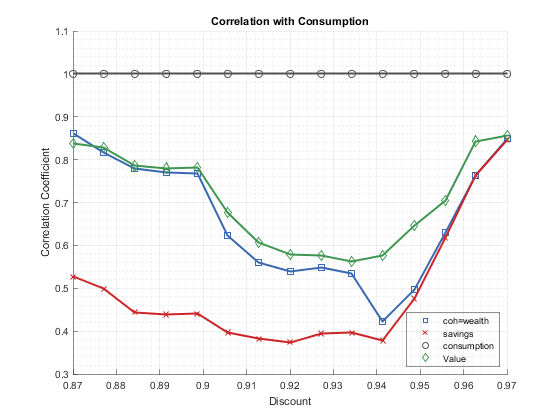 Correlation with Consumption
1.1
1
0.9
0.8
0.7
0.6
0.5
0.4
0.3
Correlation Coefficient
coh=wealth
savings
consumption
Value
0.87 0.88 0.89 0.9 0.91 0.92 0.93 0.94 0.95 0.96 0.97
Discount